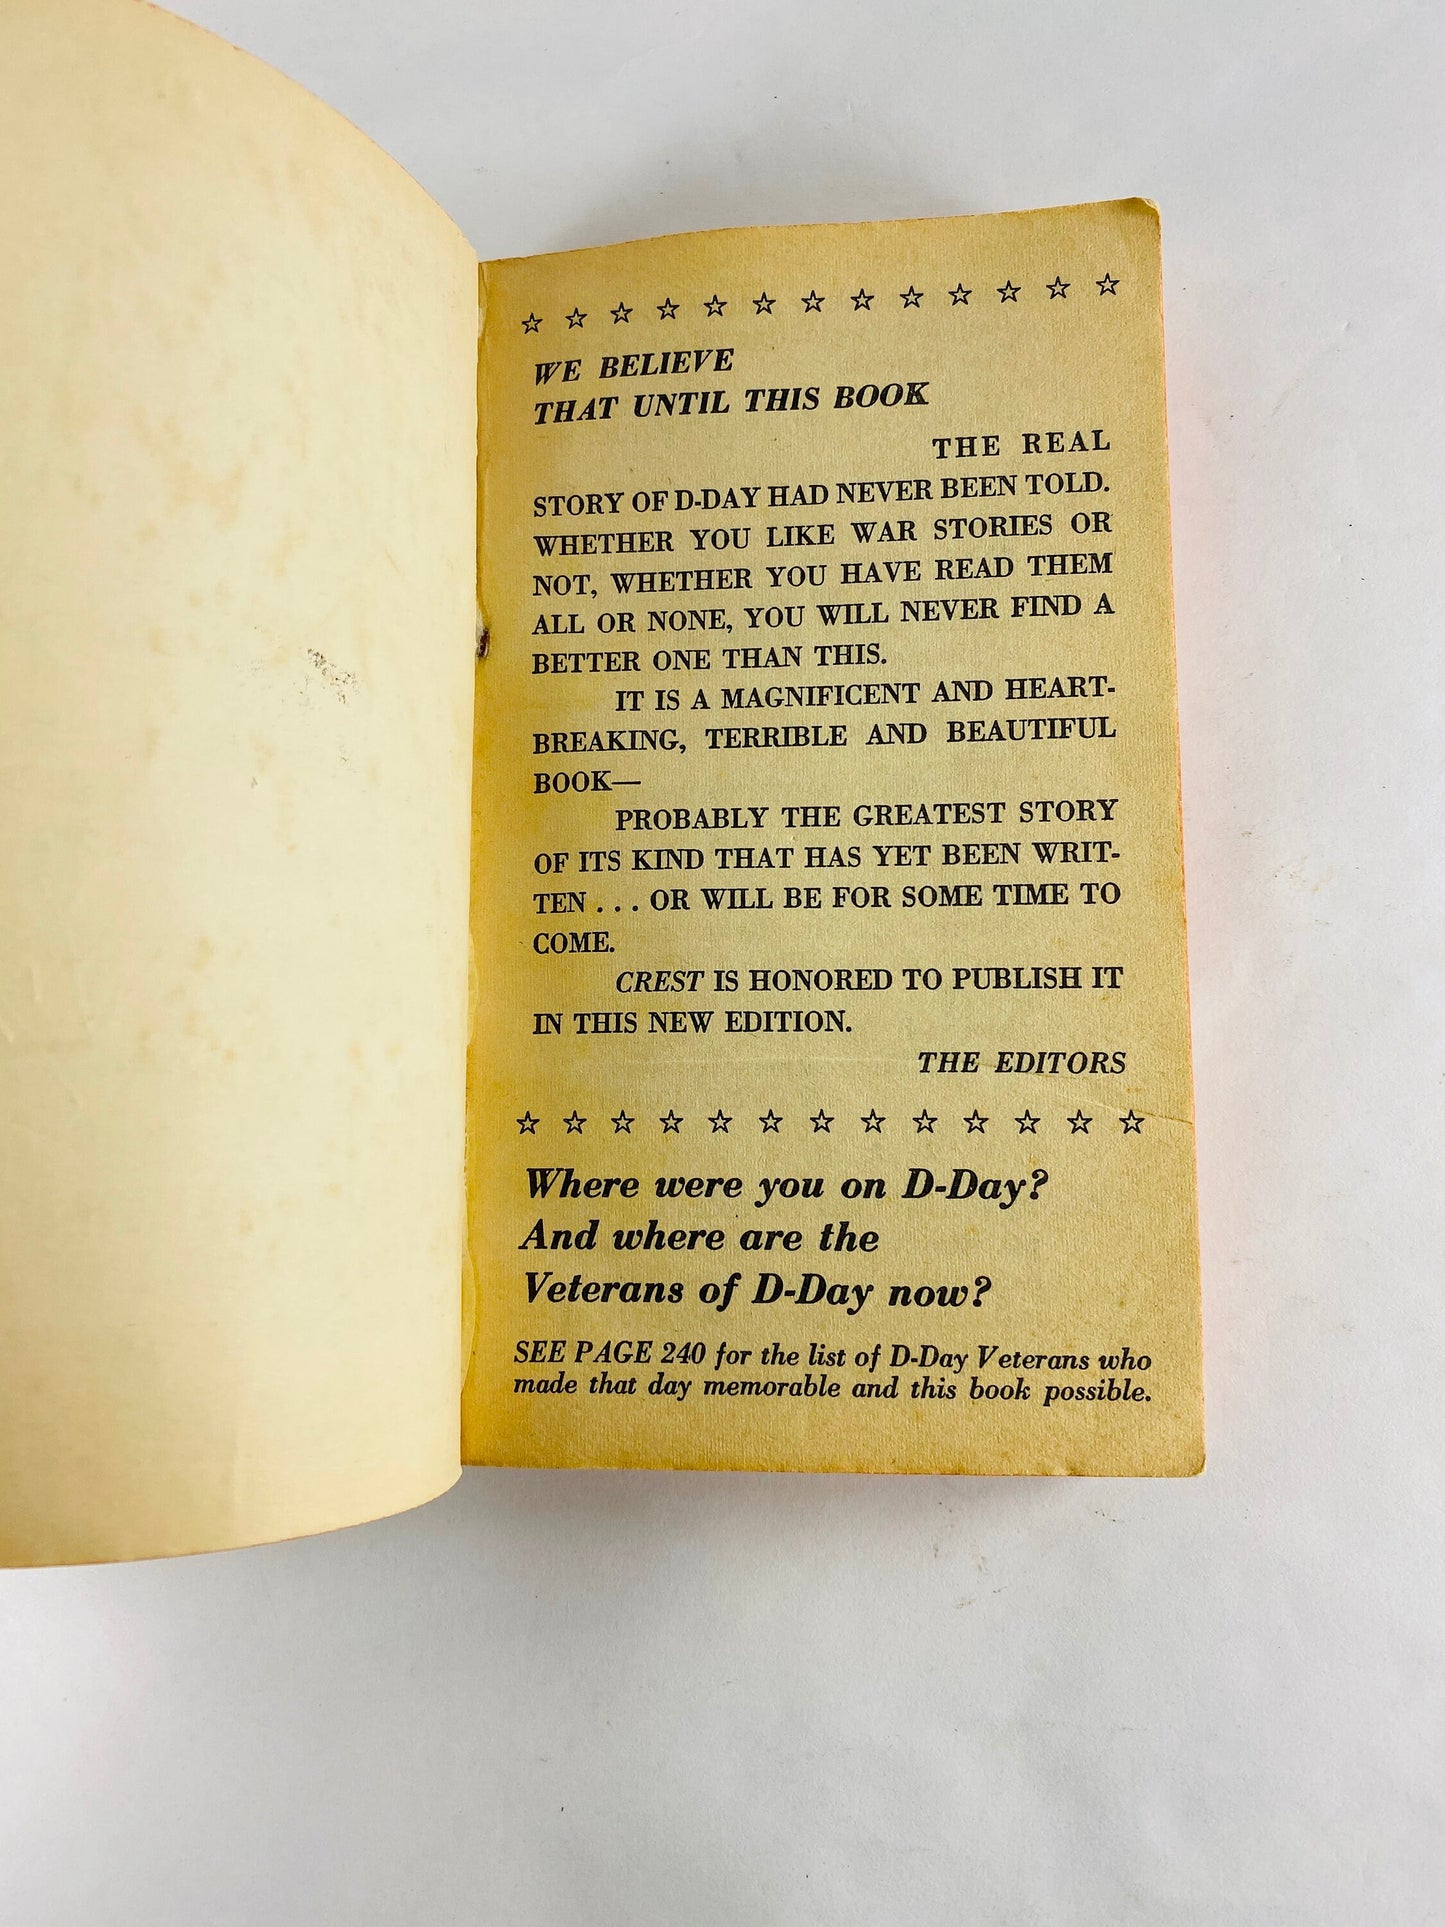 ☆ ☆ ☆ ☆ ☆ ☆ ☆ ☆ ☆ ☆ ☆ ☆ ☆
WE BELIEVE
THAT UNTIL THIS BOOK
THE REAL
STORY OF D-DAY HAD NEVER BEEN TOLD.
WHETHER YOU LIKE WAR STORIES OR
NOT, WHETHER YOU HAVE READ THEM
ALL OR NONE, YOU WILL NEVER FIND A
BETTER ONE THAN THIS.
IT IS A MAGNIFICENT AND HEART-
BREAKING, TERRIBLE AND BEAUTIFUL
BOOK—
PROBABLY THE GREATEST STORY
OF ITS KIND THAT HAS YET BEEN WRIT-
TEN . . . OR WILL BE FOR SOME TIME TO
COME.
CREST IS HONORED TO PUBLISH IT
IN THIS NEW EDITION.
THE EDITORS
☆ ☆ ☆ ☆ ☆ ☆ ☆ ☆ ☆ ☆ ☆ ☆ ☆
Where were you on D-Day?
And where are the
Veterans of D-Day now?
SEE PAGE 240 for the list of D-Day Veterans who
made that day memorable and this book possible.